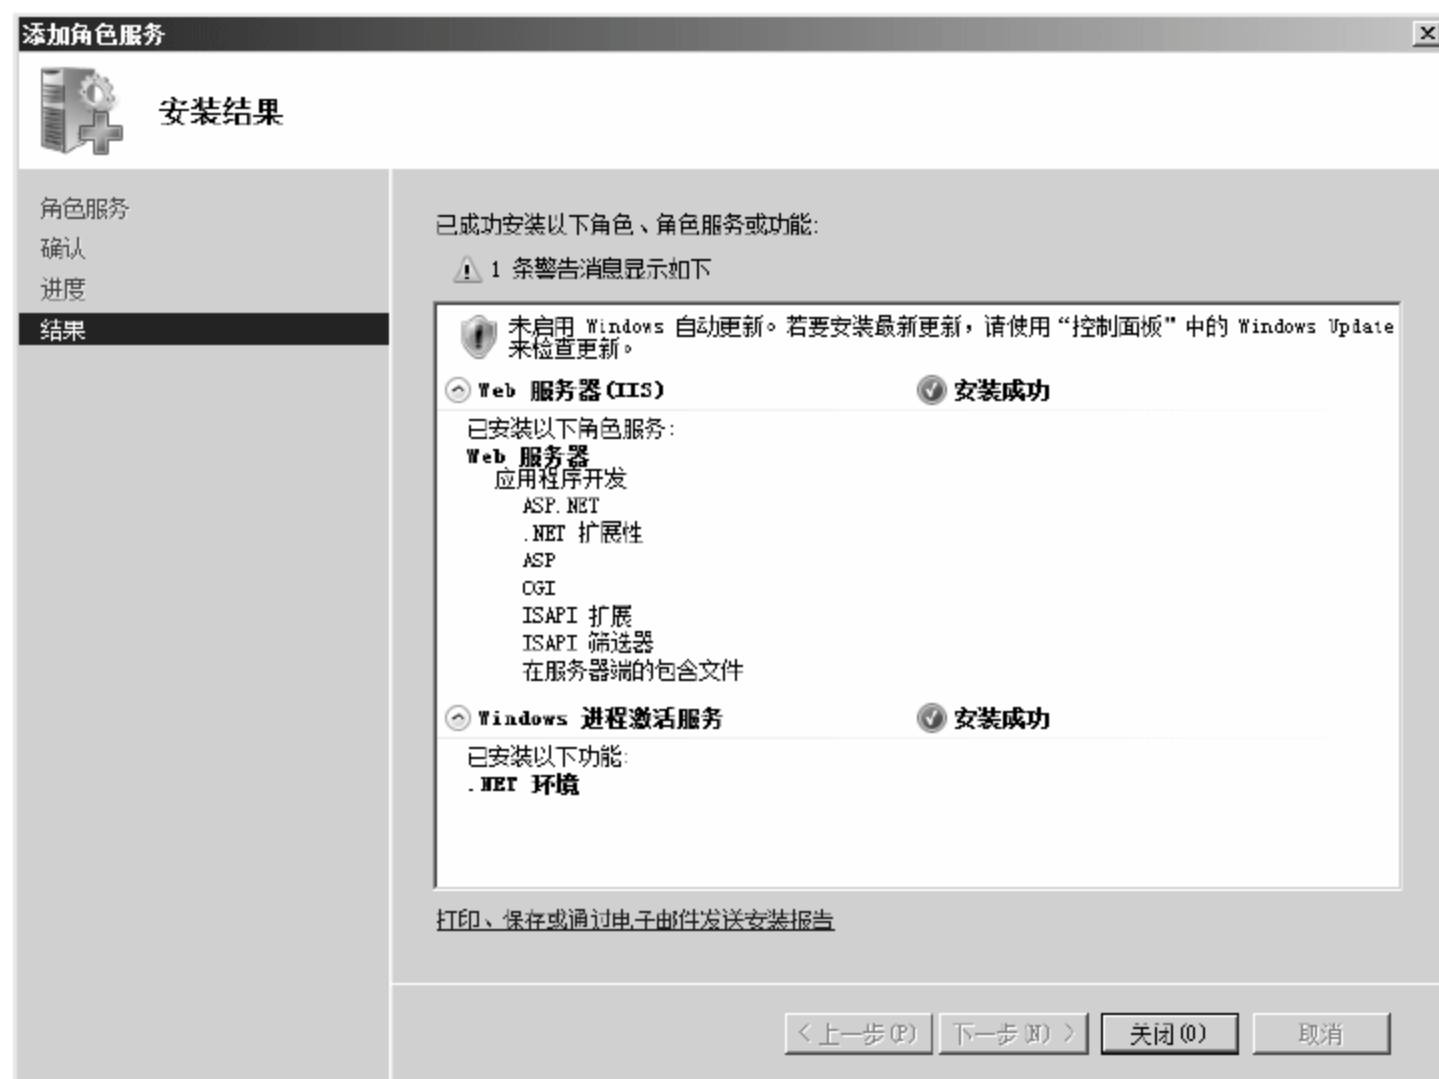 添加角色服务
安装结果
角色服务
确认
进度
结果
已成功安装以下角色、角色服务或功能:
1 条警告消息显示如下
未启用 Windows 自动更新。若要安装最新更新，请使用“控制面板”中的 Windows Update
来检查更新。
Web 服务器(IIS) 安装成功
已安装以下角色服务:
Web 服务器
应用程序开发
ASP.NET
.NET 扩展性
ASP
CGI
ISAPI 扩展
ISAPI 筛选器
在服务器端的包含文件
Windows 进程激活服务 安装成功
已安装以下功能:
.NET 环境
打印、保存或通过电子邮件发送安装报告
< 上一步(P) 下一步(N) > 关闭(O) 取消